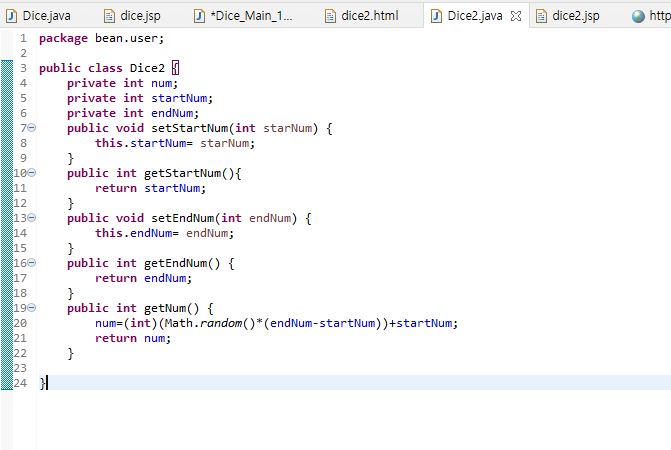 Dice.java dice.jsp *Dice_Main_1... dice2.html Dice2.java dice2.jsp http
1 package bean.user;
2
3 public class Dice2 {
4 private int num;
5 private int startNum;
6 private int endNum;
7 public void setStartNum(int starNum) {
8 this.startNum= starNum;
9 }
10 public int getStartNum(){
11 return startNum;
12 }
13 public void setEndNum(int endNum) {
14 this.endNum= endNum;
15 }
16 public int getEndNum() {
17 return endNum;
18 }
19 public int getNum() {
20 num=(int)(Math.random()*(endNum-startNum))+startNum;
21 return num;
22 }
23
24 }